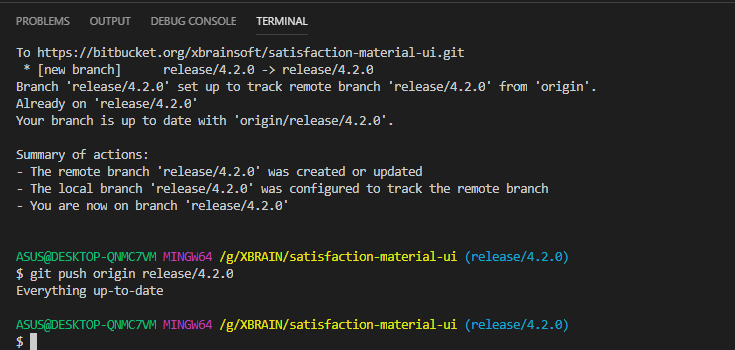 PROBLEMS OUTPUT DEBUG CONSOLE TERMINAL
To https://bitbucket.org/xbrainsoft/satisfaction-material-ui.git
 * [new branch]      release/4.2.0 -> release/4.2.0
Branch 'release/4.2.0' set up to track remote branch 'release/4.2.0' from 'origin'.
Already on 'release/4.2.0'
Your branch is up to date with 'origin/release/4.2.0'.
Summary of actions:
- The remote branch 'release/4.2.0' was created or updated
- The local branch 'release/4.2.0' was configured to track the remote branch
- You are now on branch 'release/4.2.0'
ASUS@DESKTOP-QNMC7VM MINGW64 /g/XBRAIN/satisfaction-material-ui (release/4.2.0)
$ git push origin release/4.2.0
Everything up-to-date
ASUS@DESKTOP-QNMC7VM MINGW64 /g/XBRAIN/satisfaction-material-ui (release/4.2.0)
$